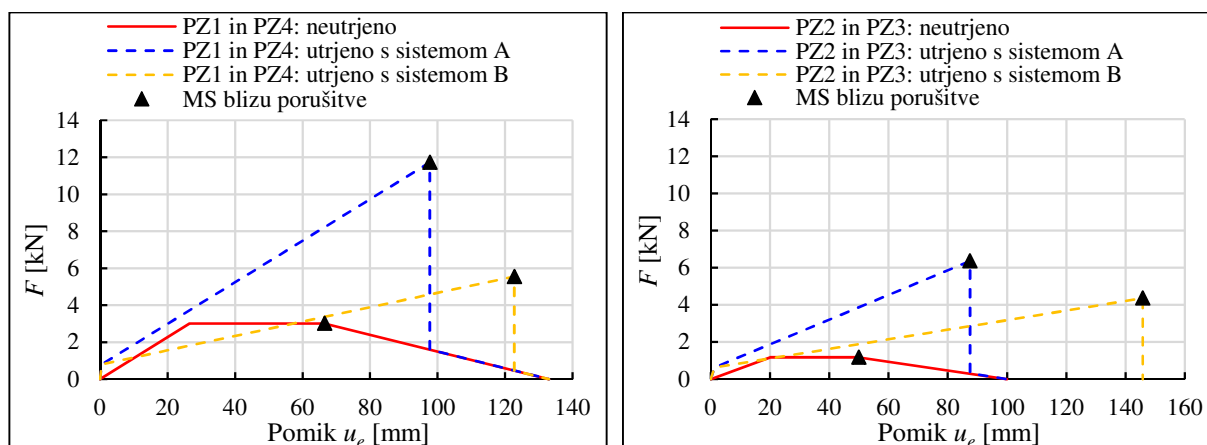 PZ1 in PZ4: neutrjeno
PZ1 in PZ4: utrjeno s sistemom A
PZ1 in PZ4: utrjeno s sistemom B
MS blizu porušitve
14
12
10
8
6
4
2
0
F [kN]
0 20 40 60 80 100 120 140
Pomik uₑ [mm]
PZ2 in PZ3: neutrjeno
PZ2 in PZ3: utrjeno s sistemom A
PZ2 in PZ3: utrjeno s sistemom B
MS blizu porušitve
14
12
10
8
6
4
2
0
F [kN]
0 20 40 60 80 100 120 140 160
Pomik uₑ [mm]